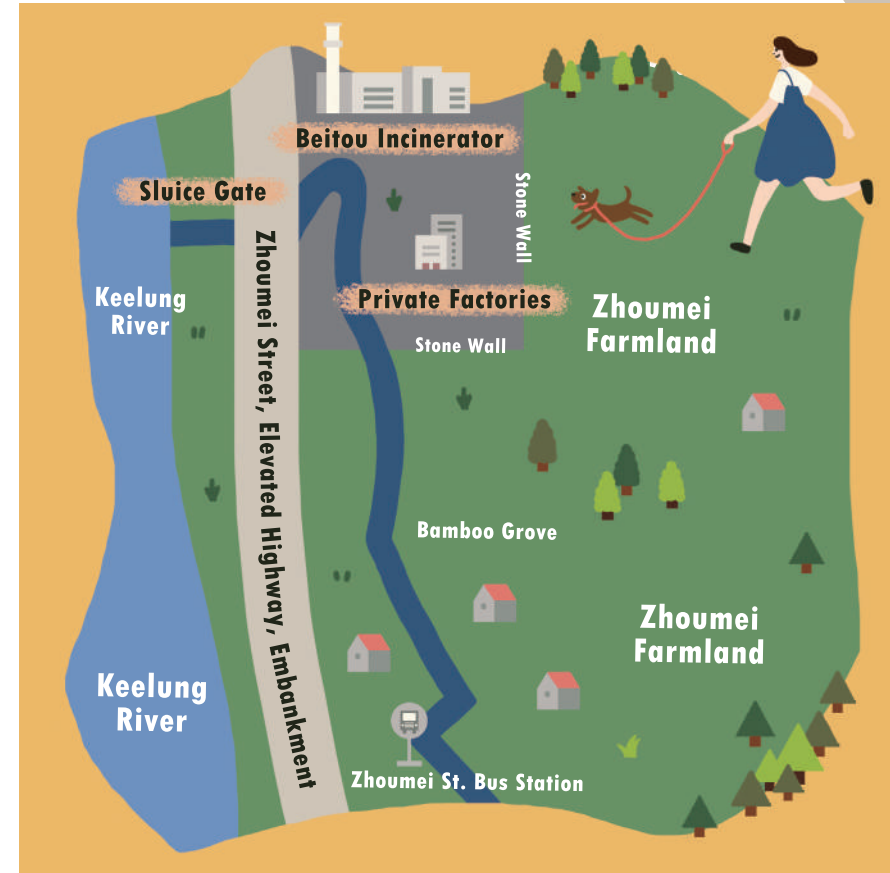 Beitou Incinerator
Sluice Gate
Stone Wall
Zhoumei Street, Elevated Highway, Embankment
Keelung
River
Private Factories
Zhoumei
Farmland
Stone Wall
Bamboo Grove
Zhoumei
Farmland
Keelung
River
Zhoumei St. Bus Station